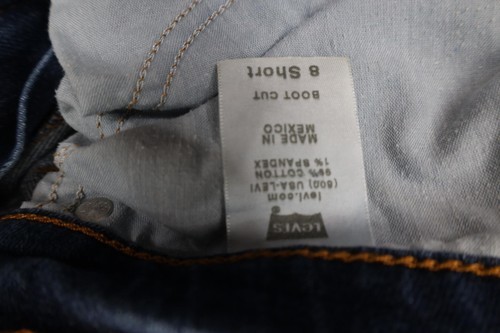 LEVI'S
levi.com
(800) USA-LEVI
99% COTTON
1% SPANDEX
MADE IN
MEXICO
BOOT CUT
8 Short